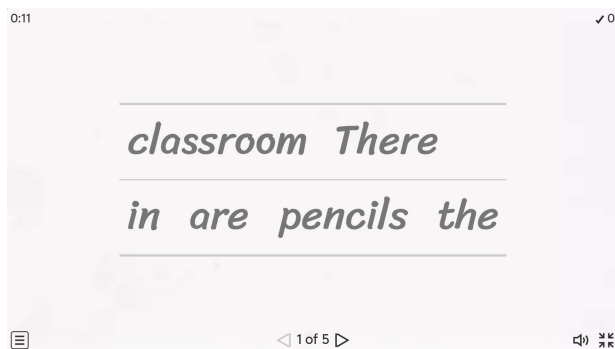 0:11 ✓ 0
classroom There
in are pencils the
1 of 5